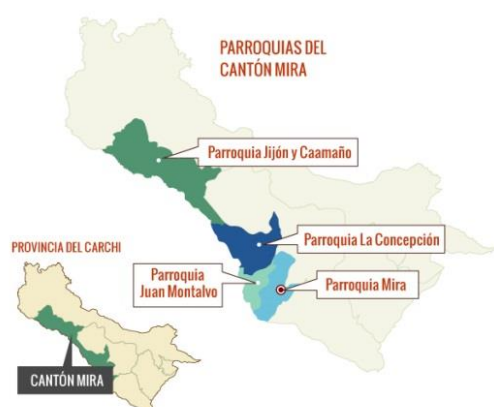 PARROQUIAS DEL
CANTÓN MIRA
Parroquia Jijón y Caamaño
Parroquia La Concepción
PROVINCIA DEL CARCHI
Parroquia
Juan Montalvo
Parroquia Mira
CANTÓN MIRA